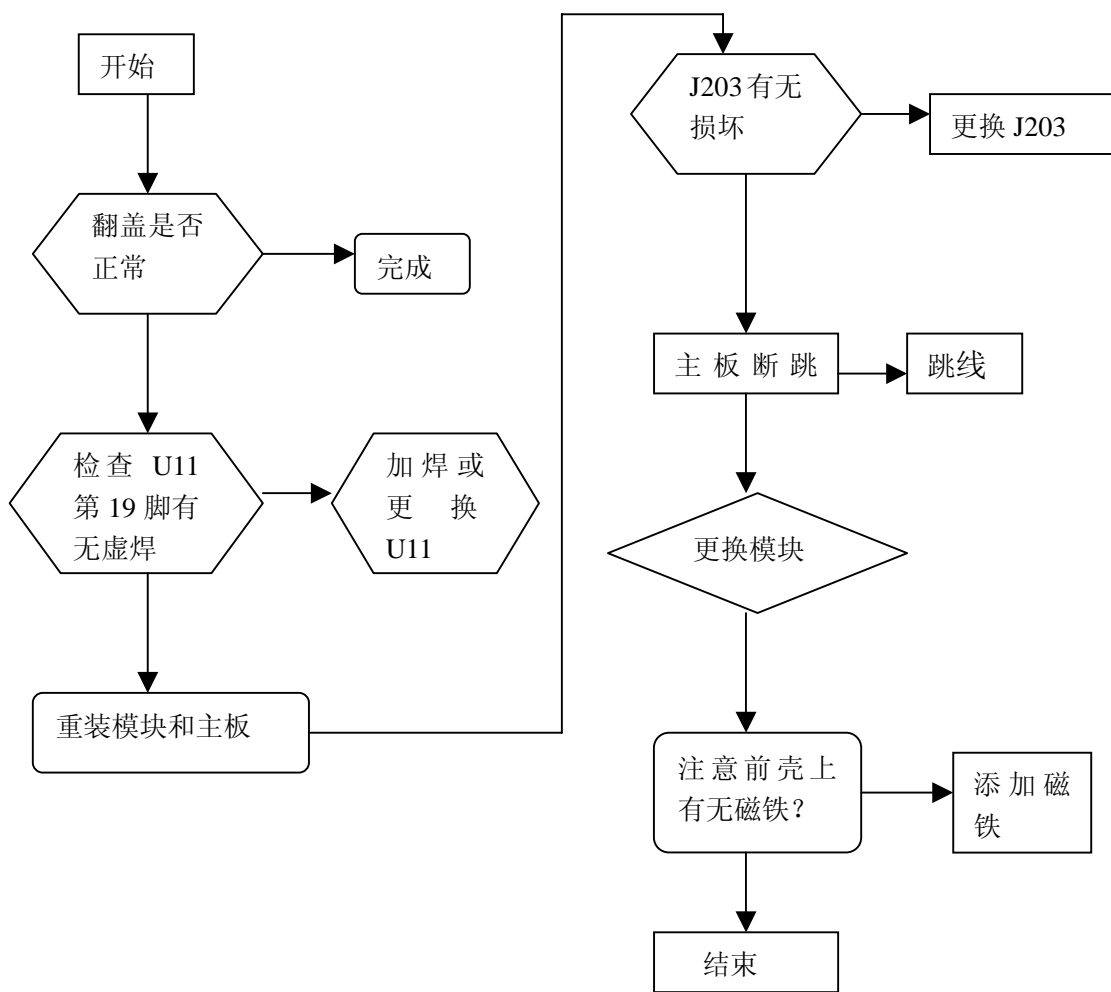 开始
翻盖是否
正常
完成
检查 U11
第 19 脚有
无虚焊
加焊或
更换
U11
重装模块和主板
J203 有无
损坏
更换 J203
主板断跳
跳线
更换模块
注意前壳上
有无磁铁？
添加磁
铁
结束